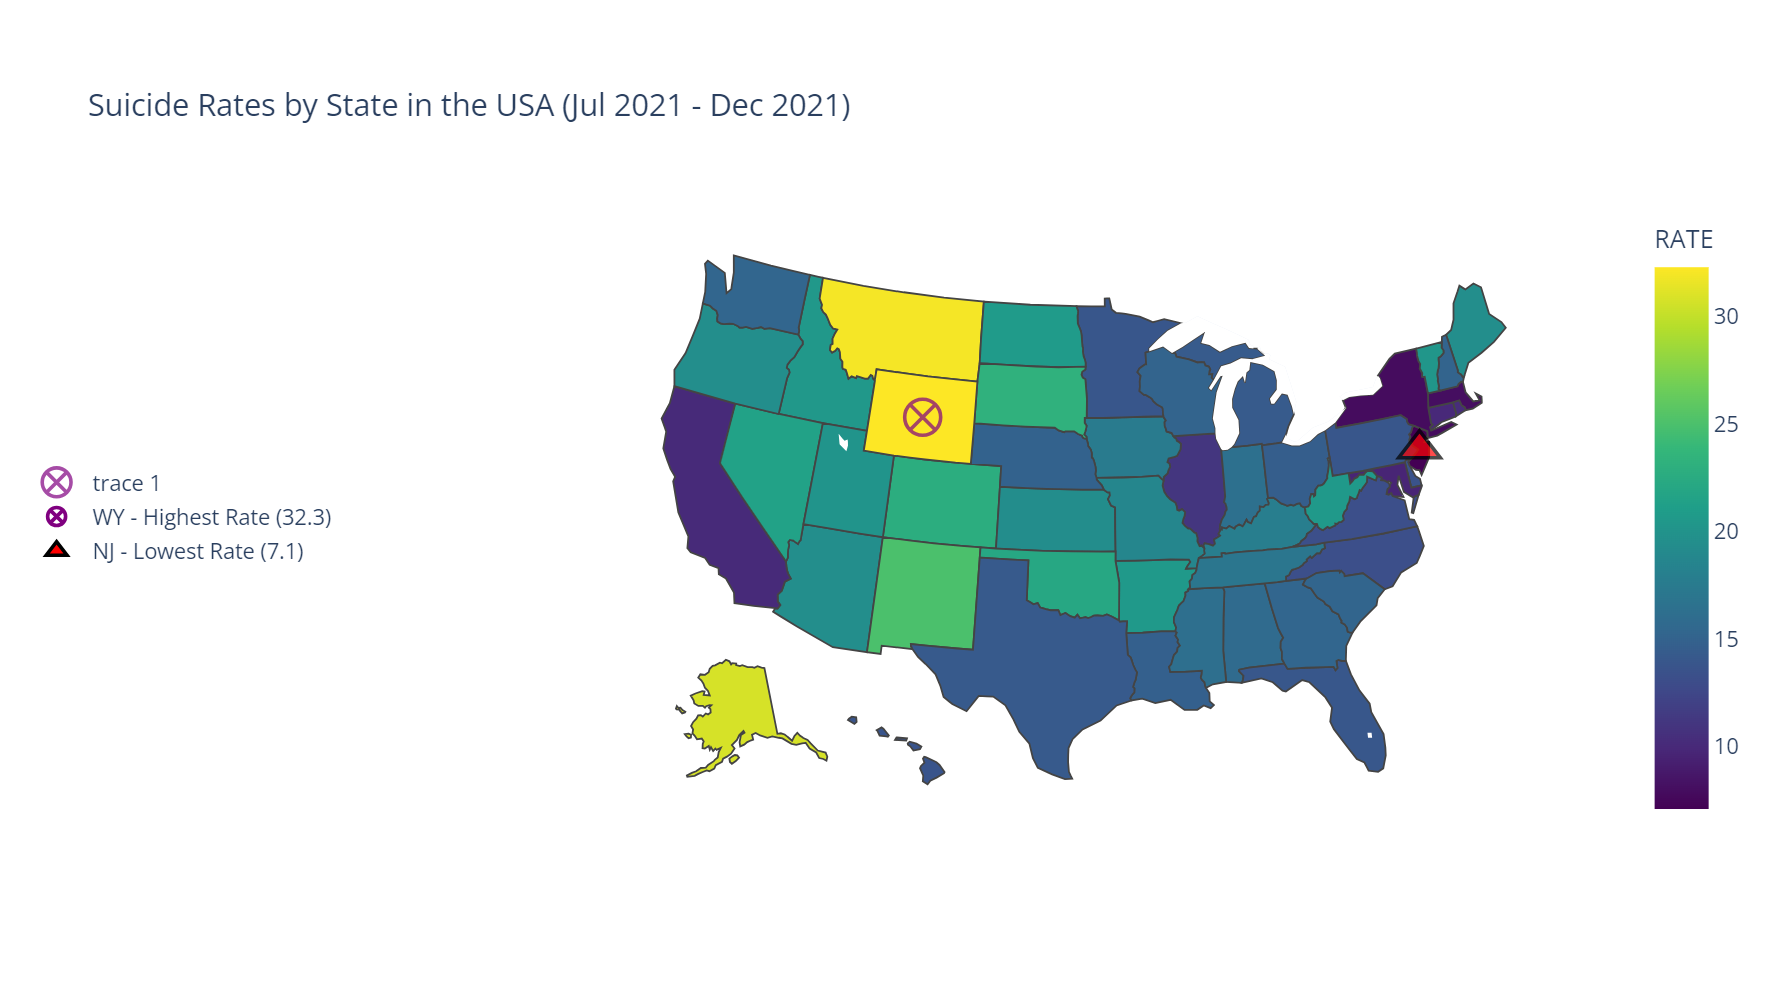 Suicide Rates by State in the USA (Jul 2021 - Dec 2021)
trace 1
WY - Highest Rate (32.3)
NJ - Lowest Rate (7.1)
RATE
30
25
20
15
10